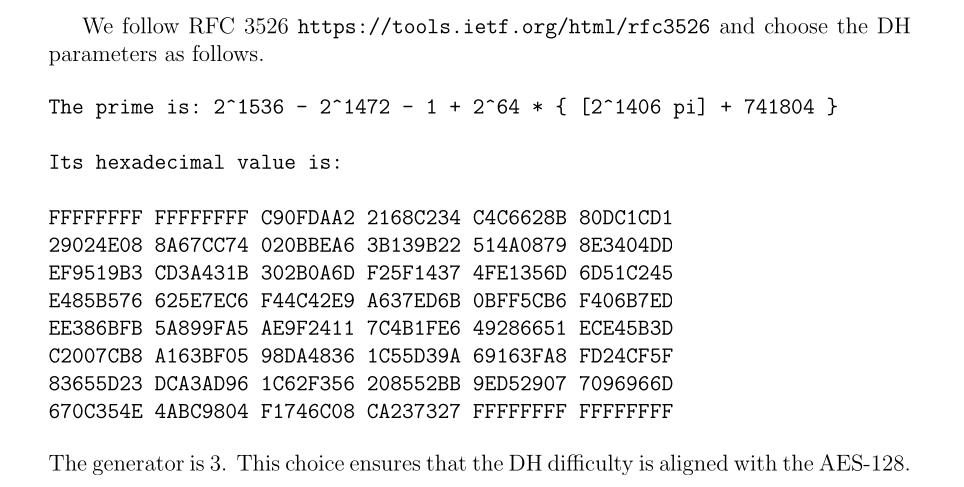 We follow RFC 3526 https://tools.ietf.org/html/rfc3526 and choose the DH
parameters as follows.
The prime is: 2^1536 - 2^1472 - 1 + 2^64 * { [2^1406 pi] + 741804 }
Its hexadecimal value is:
FFFFFFFF FFFFFFFF C90FDAA2 2168C234 C4C6628B 80DC1CD1
29024E08 8A67CC74 020BBEA6 3B139B22 514A0879 8E3404DD
EF9519B3 CD3A431B 302B0A6D F25F1437 4FE1356D 6D51C245
E485B576 625E7EC6 F44C42E9 A637ED6B 0BFF5CB6 F406B7ED
EE386BFB 5A899FA5 AE9F2411 7C4B1FE6 49286651 ECE45B3D
C2007CB8 A163BF05 98DA4836 1C55D39A 69163FA8 FD24CF5F
83655D23 DCA3AD96 1C62F356 208552BB 9ED52907 7096966D
670C354E 4ABC9804 F1746C08 CA237327 FFFFFFFF FFFFFFFF
The generator is 3. This choice ensures that the DH difficulty is aligned with the AES-128.